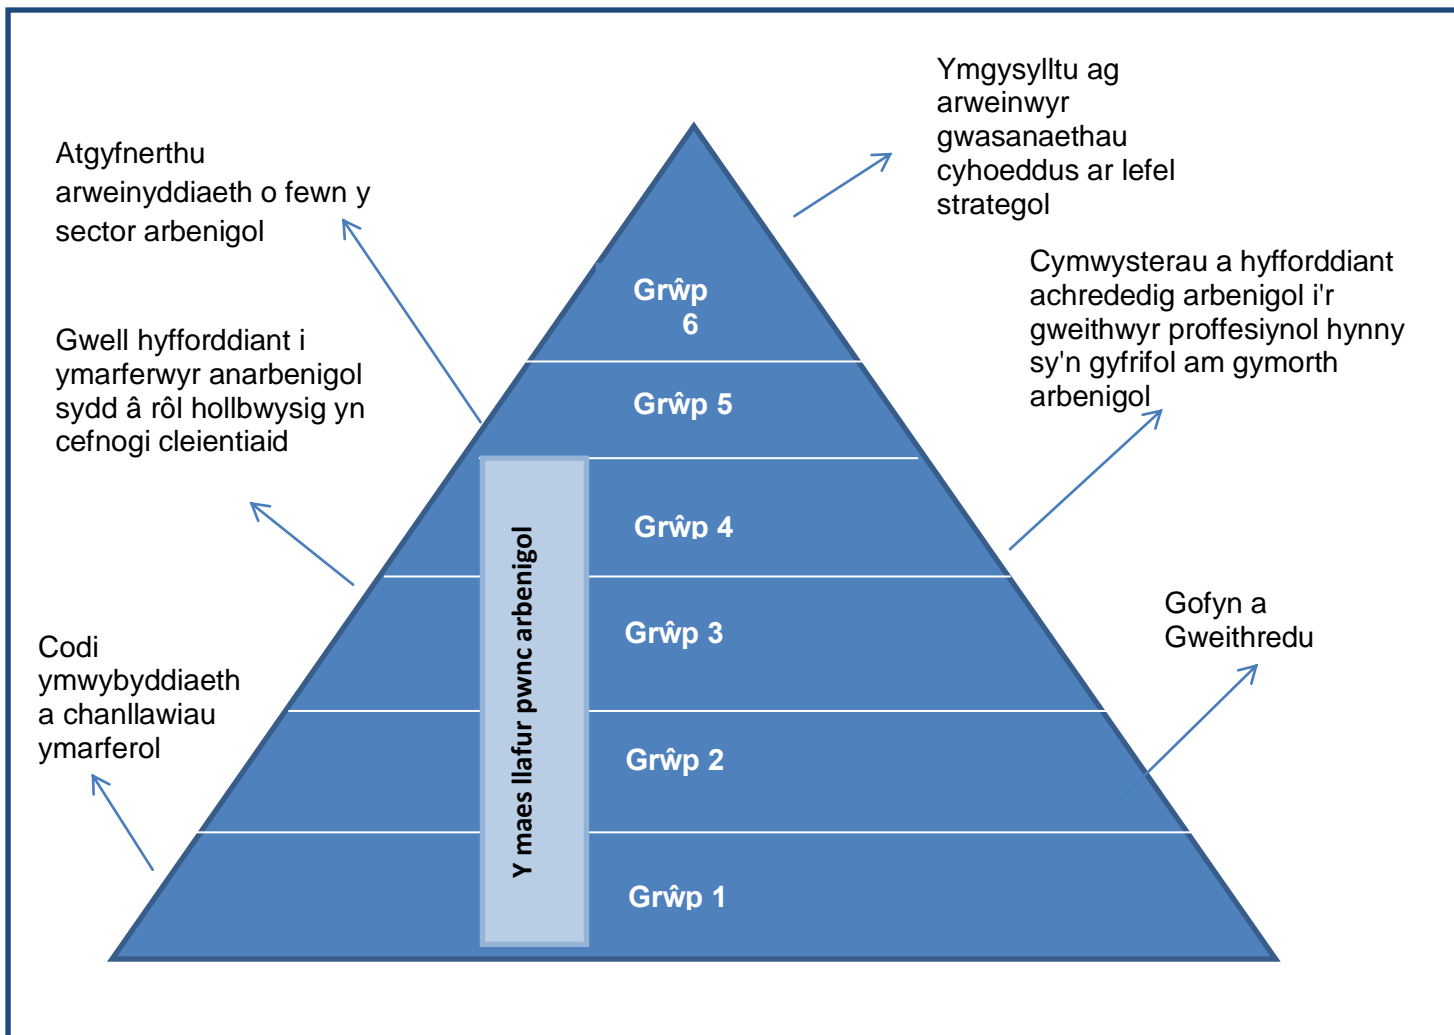 Ymgysylltu ag
arweinwyr
gwasanaethau
cyhoeddus ar lefel
strategol
Atgyfnerthu
arweinyddiaeth o fewn y
sector arbenigol
Cymwysterau a hyfforddiant
achrededig arbenigol i'r
gweithwyr proffesiynol hynny
sy'n gyfrifol am gymorth
arbenigol
Gwell hyfforddiant i
ymarferwyr anarbenigol
sydd â rôl hollbwysig yn
cefnogi cleientiaid
Gofyn a
Gweithredu
Codi
ymwybyddiaeth
a chanllawiau
ymarferol
Grŵp
6
Grŵp 5
Grŵp 4
Grŵp 3
Grŵp 2
Grŵp 1
Y maes llafur pwnc arbenigol